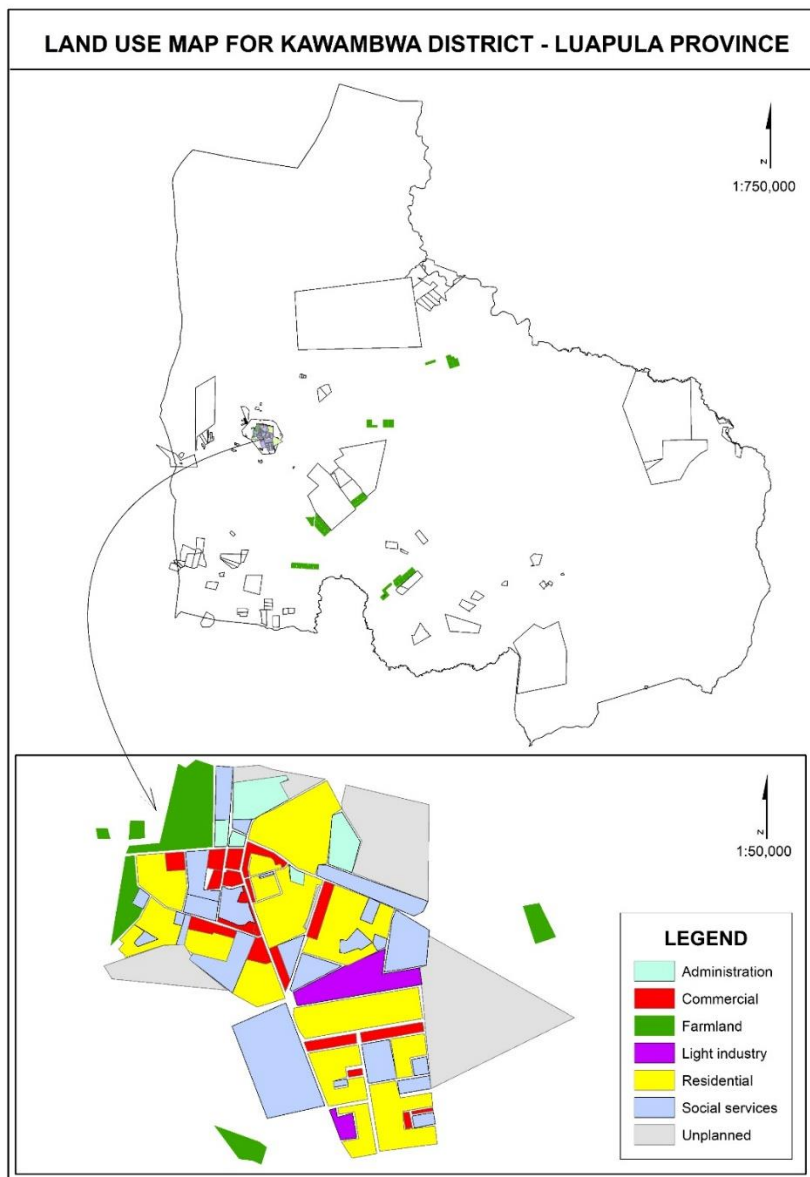 LAND USE MAP FOR KAWAMBWA DISTRICT - LUAPULA PROVINCE
N
1:750,000
N
1:50,000
LEGEND
Administration
Commercial
Farmland
Light industry
Residential
Social services
Unplanned